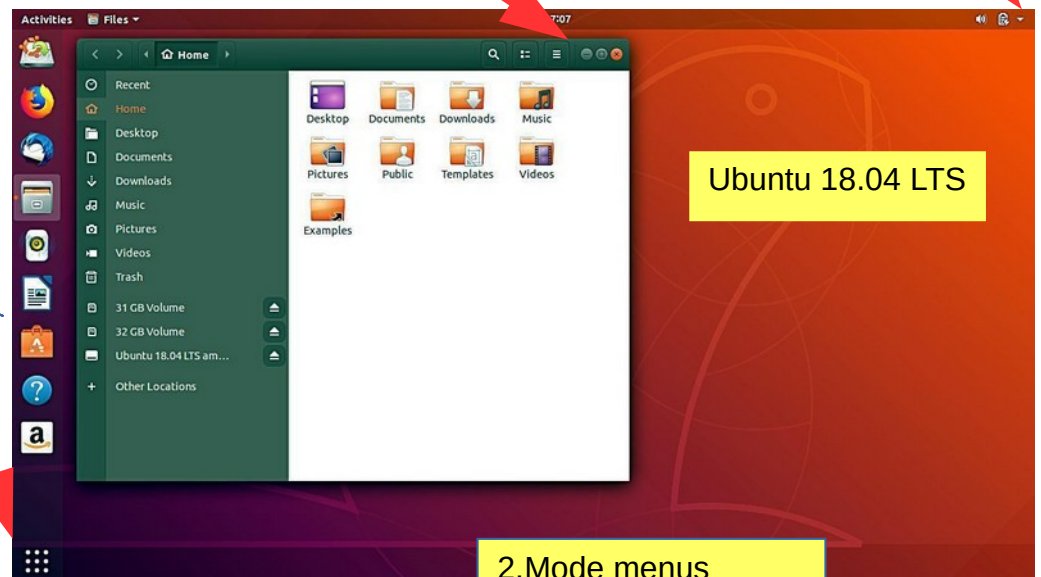 Activities Files
7:07
Home
Recent
Home
Desktop
Documents
Downloads
Music
Pictures
Videos
Trash
31 GB Volume
32 GB Volume
Ubuntu 18.04 LTS am…
+ Other Locations
Desktop Documents Downloads Music
Pictures Public Templates Videos
Examples
Ubuntu 18.04 LTS
2.Mode menus